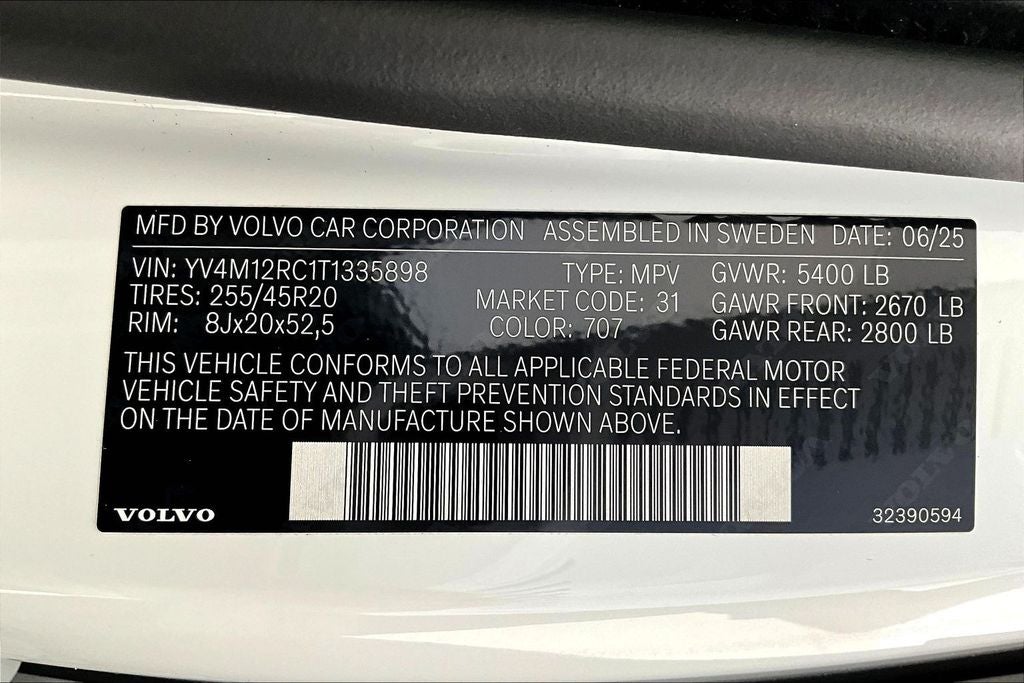 MFD BY VOLVO CAR CORPORATION ASSEMBLED IN SWEDEN DATE: 06/25
VIN: YV4M12RC1T1335898 TYPE: MPV GVWR: 5400 LB
TIRES: 255/45R20 MARKET CODE: 31 GAWR FRONT: 2670 LB
RIM: 8Jx20x52,5 COLOR: 707 GAWR REAR: 2800 LB
THIS VEHICLE CONFORMS TO ALL APPLICABLE FEDERAL MOTOR
VEHICLE SAFETY AND THEFT PREVENTION STANDARDS IN EFFECT
ON THE DATE OF MANUFACTURE SHOWN ABOVE.
VOLVO 32390594